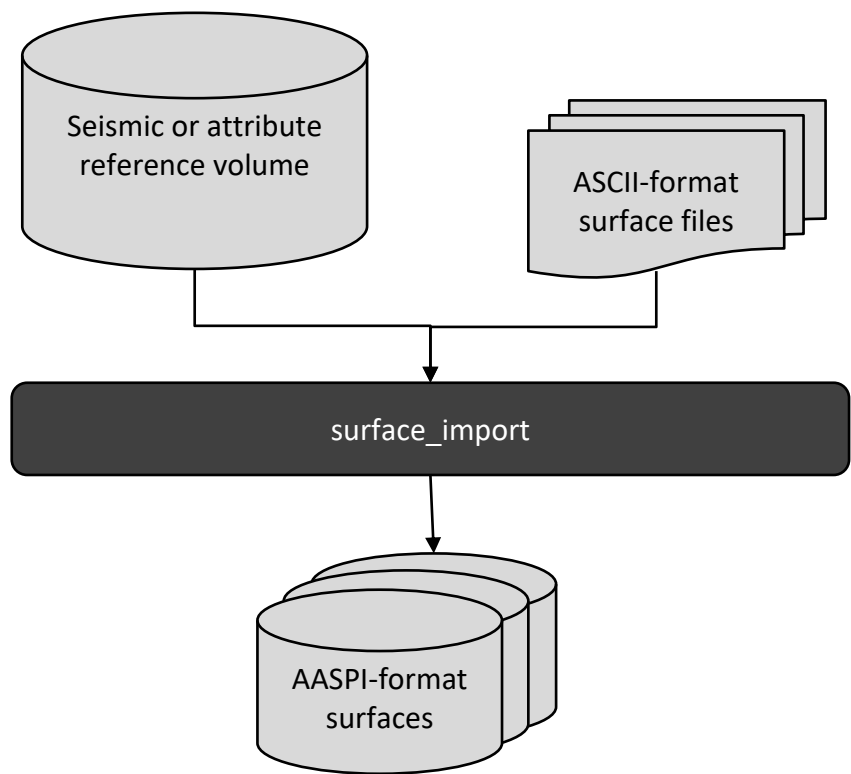 Seismic or attribute
reference volume
ASCII-format
surface files
surface_import
AASPI-format
surfaces